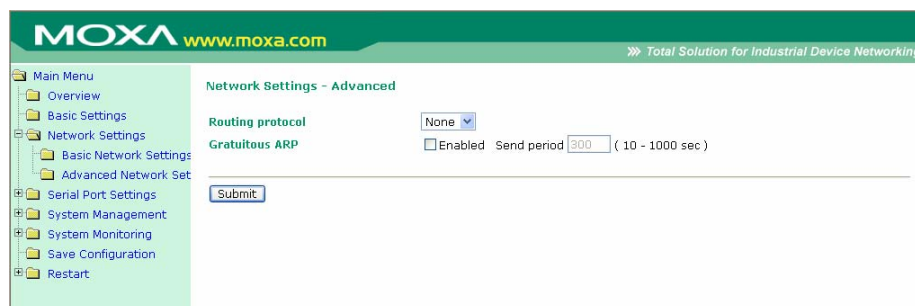 MOXA www.moxa.com
Total Solution for Industrial Device Networking
Main Menu
Overview
Basic Settings
Network Settings
Basic Network Settings
Advanced Network Set
Serial Port Settings
System Management
System Monitoring
Save Configuration
Restart
Network Settings - Advanced
Routing protocol None
Gratuitous ARP Enabled Send period 300 ( 10 - 1000 sec )
Submit